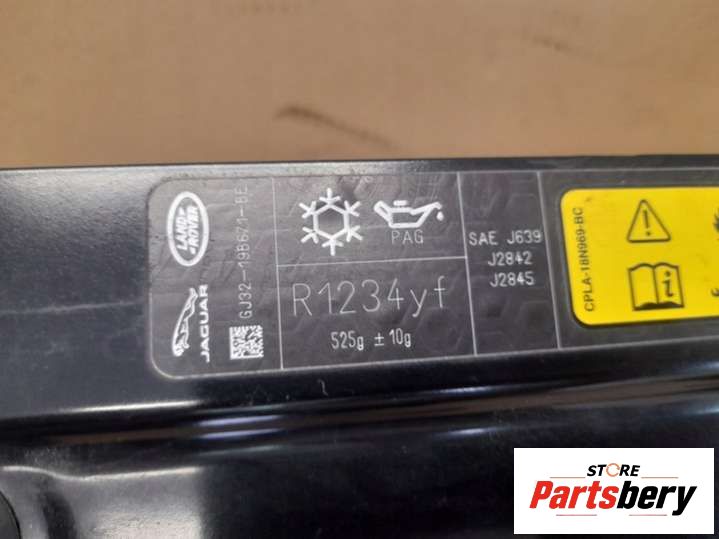 LAND
ROVER
JAGUAR
GJ32-19B671-BE
PAG
R1234yf
525g ±10g
SAE J639
J2842
J2845
CPLA-18N969-BC
STORE
Partsbery